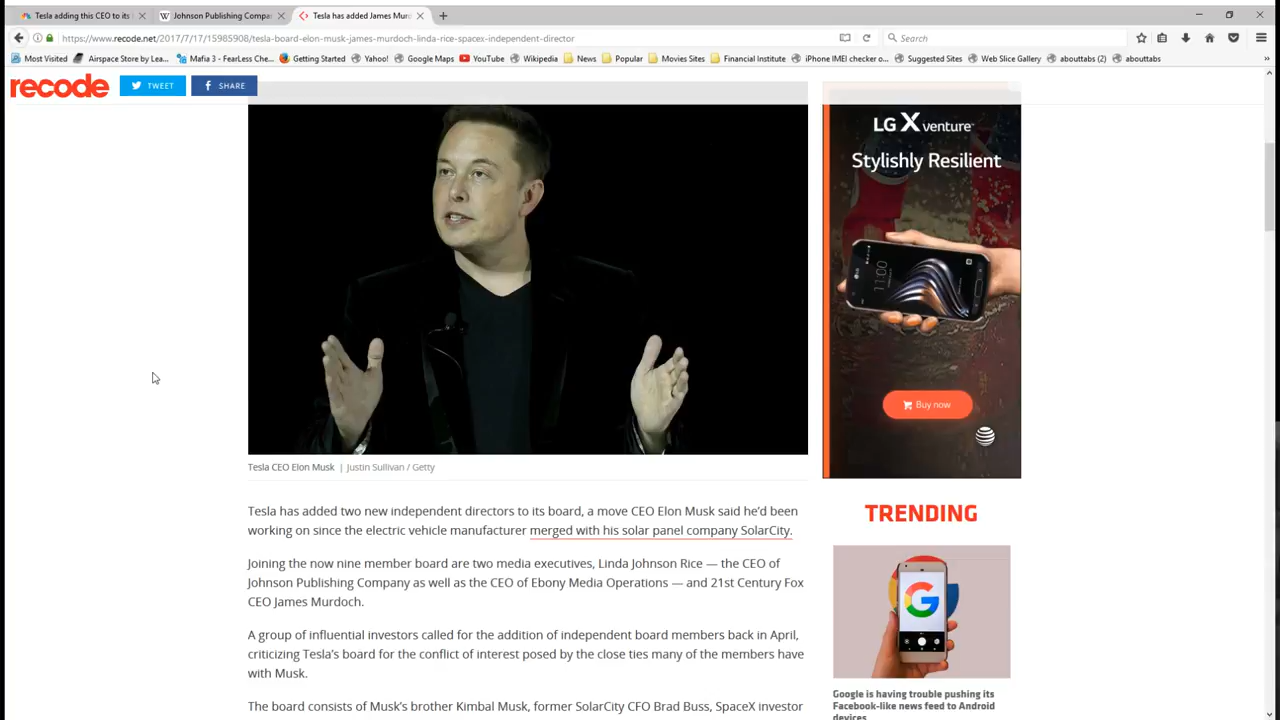 Tesla adding this CEO to its
Johnson Publishing Compa
Tesla has added James Murd
https://www.recode.net/2017/7/17/15985908/tesla-board-elon-musk-james-murdoch-linda-rice-spacex-independent-director
Search
Most Visited
Airspace Store by Lea...
Mafia 3 - FearLess Che...
Getting Started
Yahoo!
Google Maps
YouTube
Wikipedia
News
Popular
Movies Sites
Financial Institute
iPhone IMEI checker o...
Suggested Sites
Web Slice Gallery
abouttabs (2)
abouttabs
recode
TWEET
SHARE
LG X venture™
Stylishly Resilient
LG
11:00
Buy now
Tesla CEO Elon Musk | Justin Sullivan / Getty
Tesla has added two new independent directors to its board, a move CEO Elon Musk said he'd been
working on since the electric vehicle manufacturer merged with his solar panel company SolarCity.
Joining the now nine member board are two media executives, Linda Johnson Rice — the CEO of
Johnson Publishing Company as well as the CEO of Ebony Media Operations — and 21st Century Fox
CEO James Murdoch.
A group of influential investors called for the addition of independent board members back in April,
criticizing Tesla's board for the conflict of interest posed by the close ties many of the members have
with Musk.
The board consists of Musk's brother Kimbal Musk, former SolarCity CFO Brad Buss, SpaceX investor
TRENDING
G
Google is having trouble pushing its
Facebook-like news feed to Android
devices